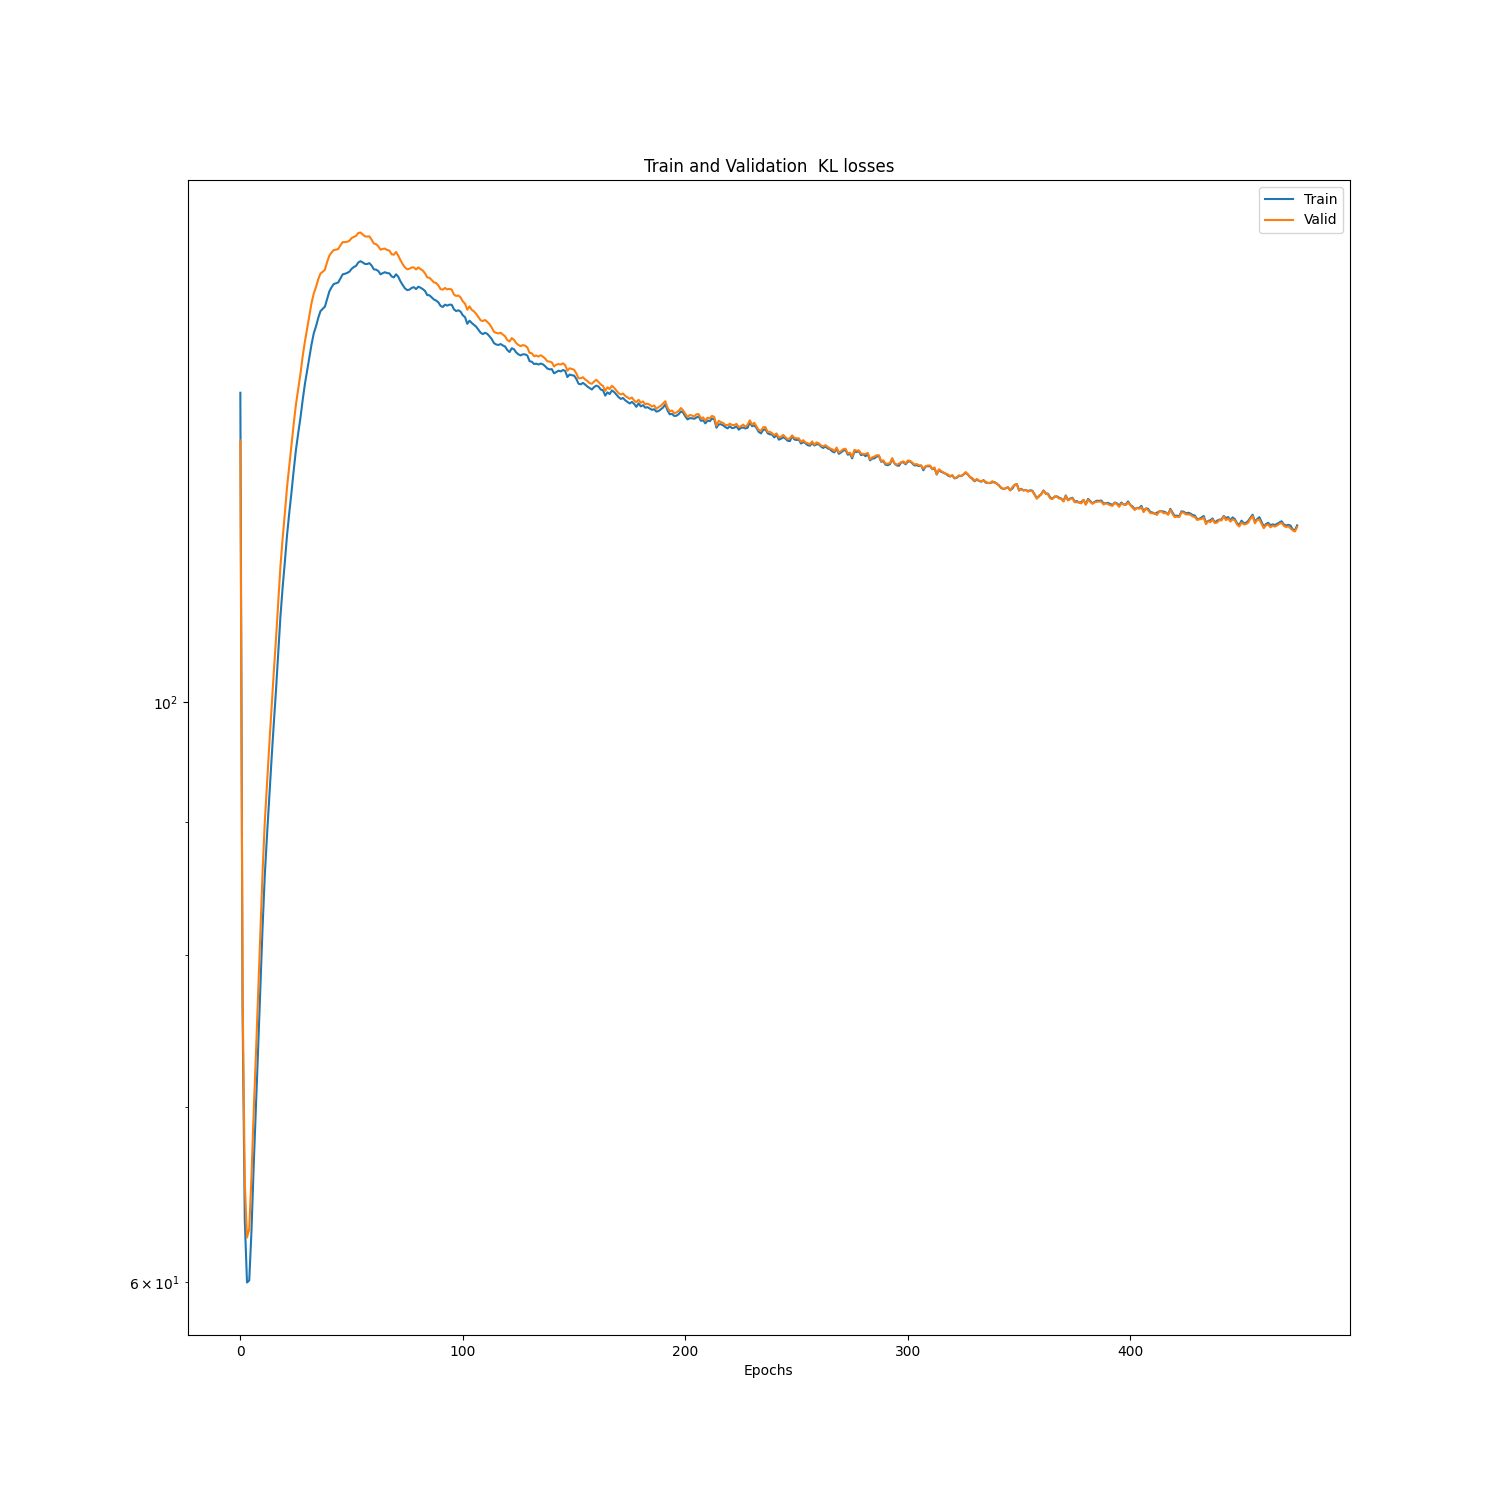 Train and Validation  KL losses
Train
Valid
10²
6 × 10¹
0 100 200 300 400
Epochs